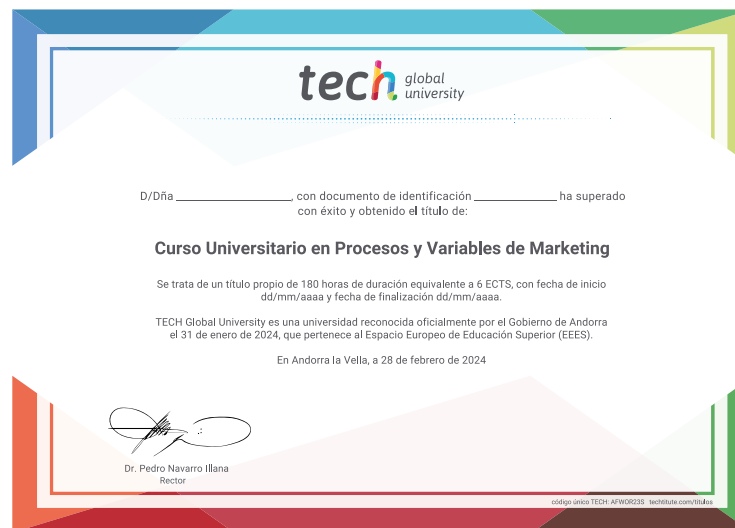 tech global
university
D/Dña ____________________, con documento de identificación ______________ ha superado
con éxito y obtenido el título de:
Curso Universitario en Procesos y Variables de Marketing
Se trata de un título propio de 180 horas de duración equivalente a 6 ECTS, con fecha de inicio
dd/mm/aaaa y fecha de finalización dd/mm/aaaa.
TECH Global University es una universidad reconocida oficialmente por el Gobierno de Andorra
el 31 de enero de 2024, que pertenece al Espacio Europeo de Educación Superior (EEES).
En Andorra la Vella, a 28 de febrero de 2024
Dr. Pedro Navarro Illana
Rector
código único TECH: AFWOR23S techtitute.com/titulos